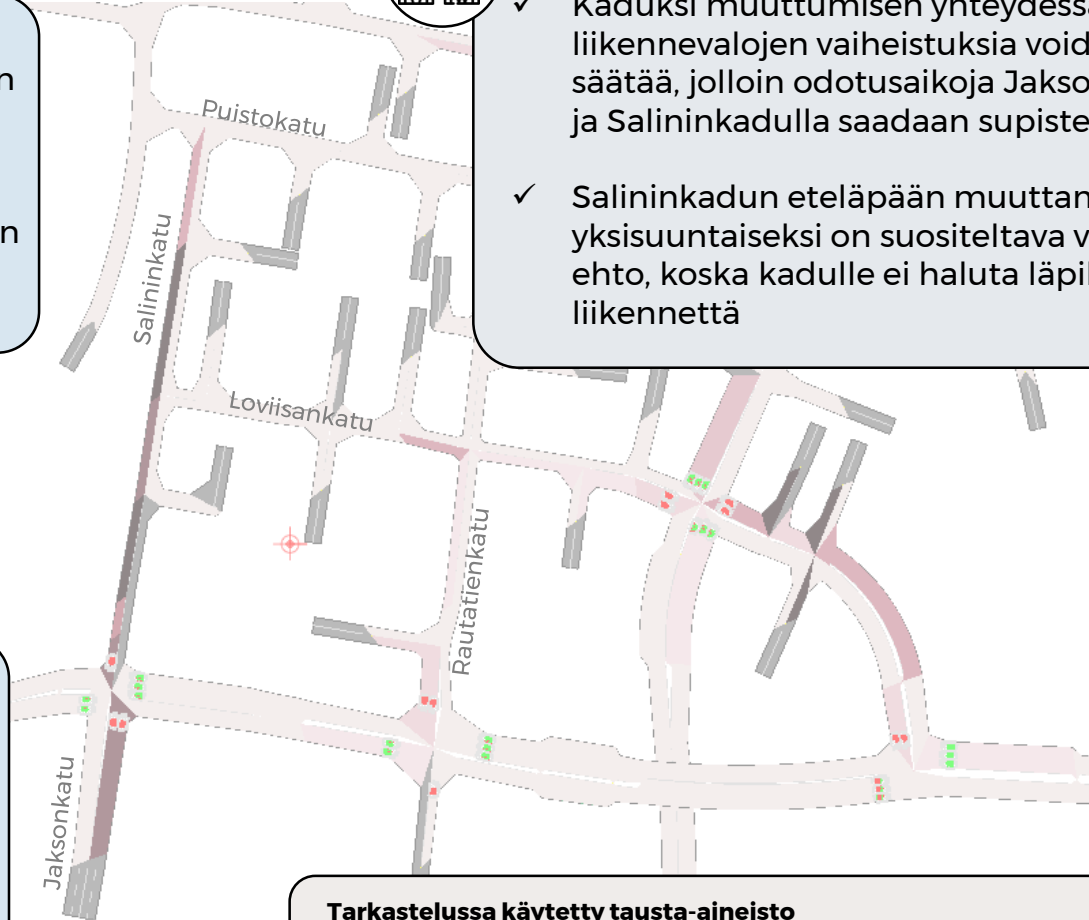 n
n
Kaduksi muuttumisen yhteydessä
liikennevalojen vaiheistuksia void
säätää, jolloin odotusaikoja Jakso
ja Salininkadulla saadaan supiste
Salininkadun eteläpään muuttan
yksisuuntaiseksi on suositeltava v
ehto, koska kadulle ei haluta läpi
liikennettä
Puistokatu
Salininkatu
Loviisankatu
Rautatienkatu
Jaksonkatu
Tarkastelussa käytetty tausta-aineisto